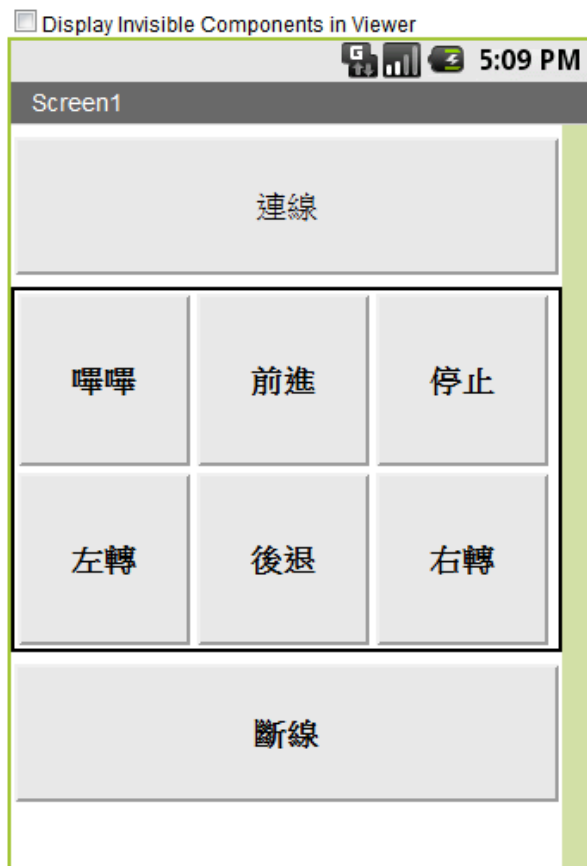 Display Invisible Components in Viewer
5:09 PM
Screen1
連線
嗶嗶 前進 停止
左轉 後退 右轉
斷線